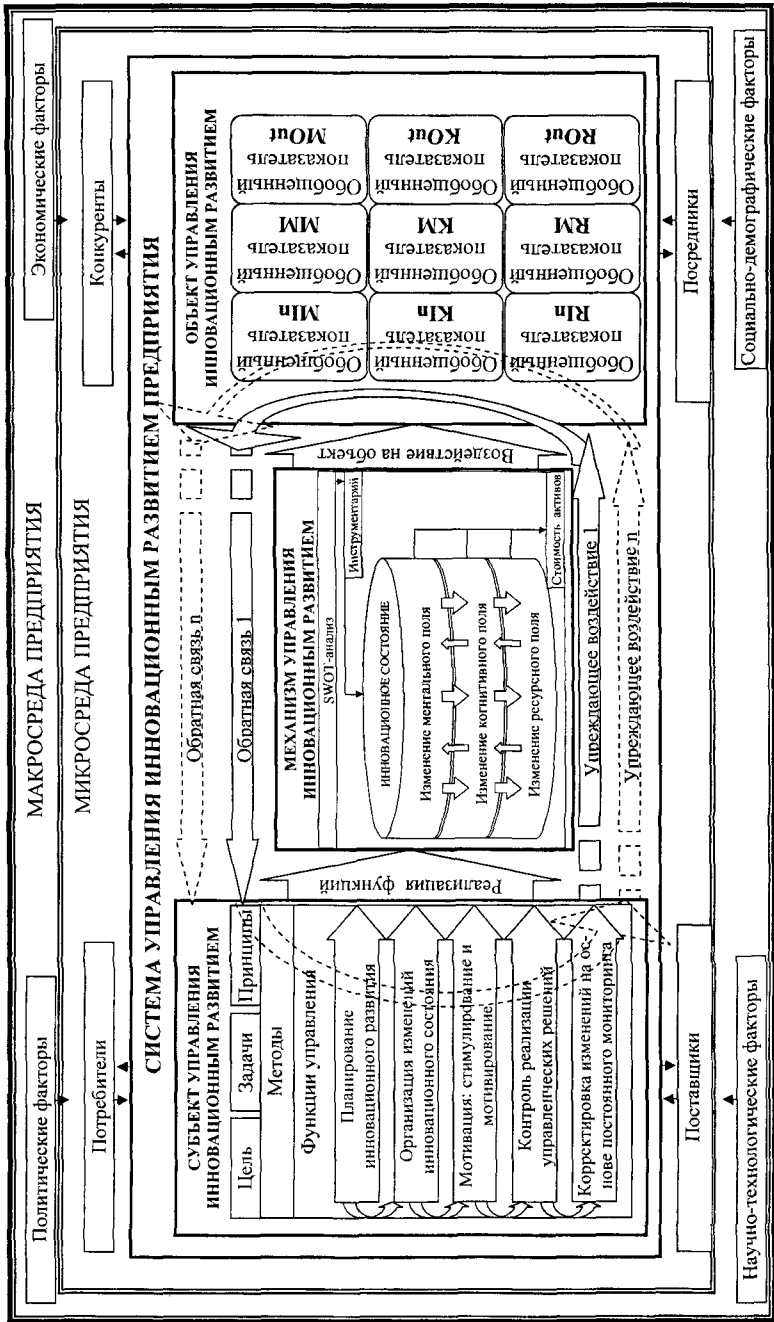 МАКРОСРЕДА ПРЕДПРИЯТИЯ
Политические факторы
Экономические факторы
МИКРОСРЕДА ПРЕДПРИЯТИЯ
Потребители
Конкуренты
СИСТЕМА УПРАВЛЕНИЯ ИННОВАЦИОННЫМ РАЗВИТИЕМ ПРЕДПРИЯТИЯ
СУБЪЕКТ УПРАВЛЕНИЯ
ИННОВАЦИОННЫМ РАЗВИТИЕМ
Цель
Задачи
Принципы
Методы
Функции управления
Планирование
инновационного развития
Организация изменений
инновационного состояния
Мотивация: стимулирование и
мотивирование
Контроль реализации
управленческих решений
Корректировка изменений на ос-
нове постоянного мониторинга
Реализация функций
Обратная связь n
Обратная связь 1
МЕХАНИЗМ УПРАВЛЕНИЯ
ИННОВАЦИОННЫМ РАЗВИТИЕМ
SWOT-анализ
Инструментарий
ИННОВАЦИОННОЕ СОСТОЯНИЕ
Изменение ментального поля
Изменение когнитивного поля
Изменение ресурсного поля
Стоимость активов
Воздействие на объект
Упреждающее воздействие 1
Упреждающее воздействие n
ОБЪЕКТ УПРАВЛЕНИЯ
ИННОВАЦИОННЫМ РАЗВИТИЕМ
Обобщенный
показатель
MIn
Обобщенный
показатель
MM
Обобщенный
показатель
MOut
Обобщенный
показатель
KIn
Обобщенный
показатель
KM
Обобщенный
показатель
KOut
Обобщенный
показатель
RIn
Обобщенный
показатель
RM
Обобщенный
показатель
ROut
Поставщики
Посредники
Научно-технологические факторы
Социально-демографические факторы